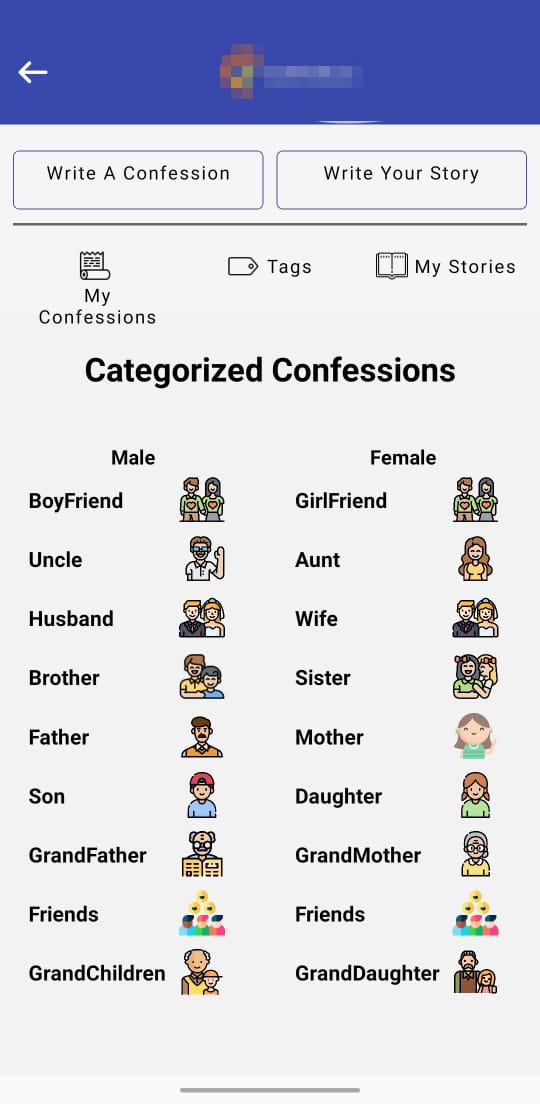 Write A Confession
Write Your Story
My
Confessions
Tags
My Stories
Categorized Confessions
Male
Female
BoyFriend
GirlFriend
Uncle
Aunt
Husband
Wife
Brother
Sister
Father
Mother
Son
Daughter
GrandFather
GrandMother
Friends
Friends
GrandChildren
GrandDaughter